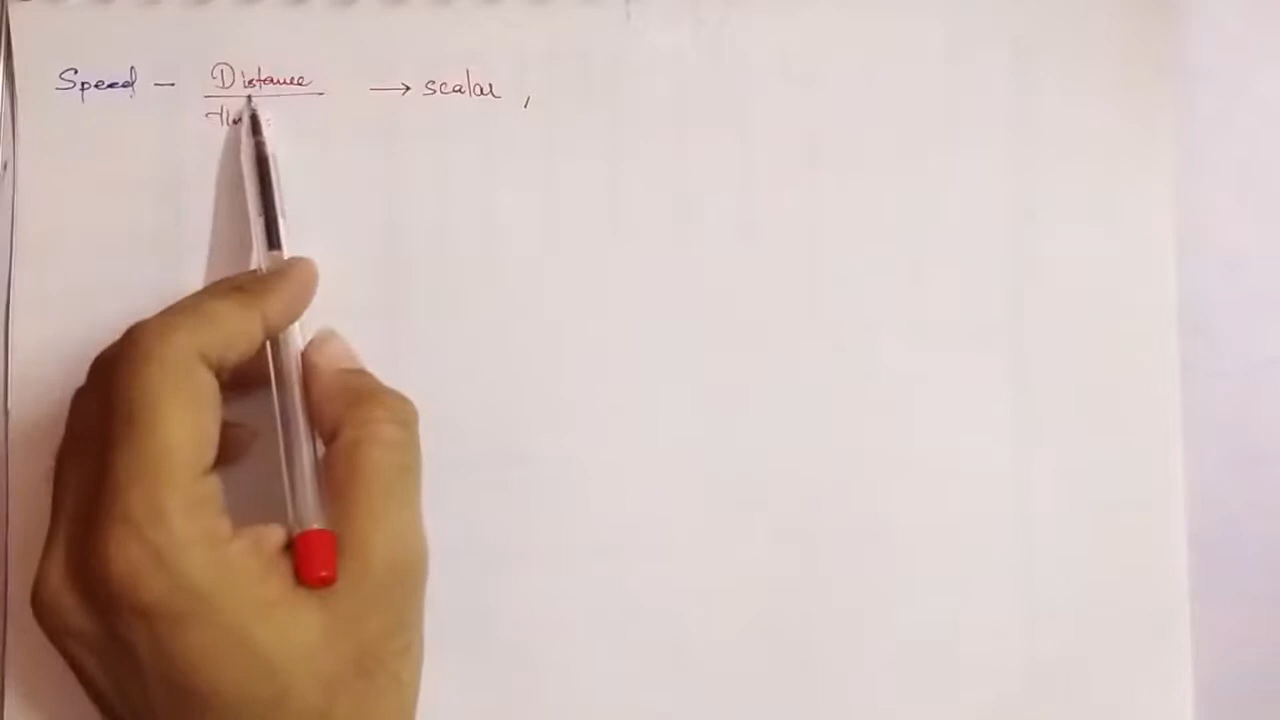 Speed - Distance → scalar ,